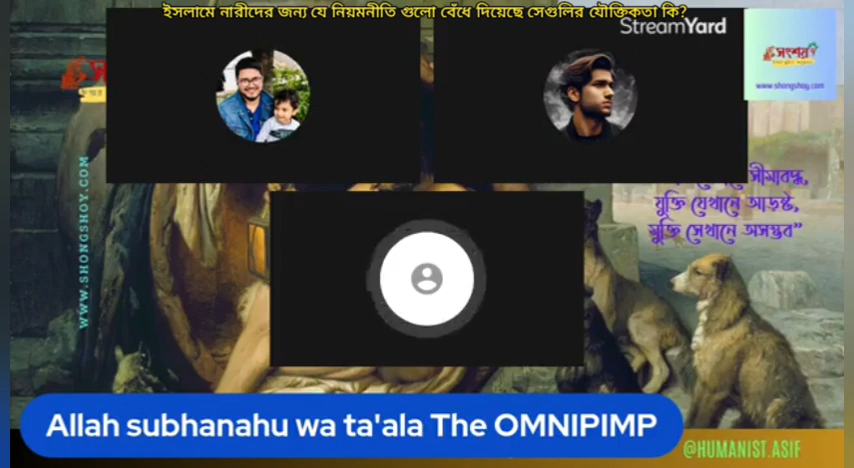 ইসলামে নারীদের জন্য যে নিয়মনীতি গুলো বেঁধে দিয়েছে সেগুলির যৌক্তিকতা কি?
StreamYard
সংশয়
www.shongshoy.com
সীমাবদ্ধ,
যুক্তি যেখানে আড়ষ্ট,
মুক্তি সেখানে অসম্ভব”
WWW.SHONGSHOY.COM
Allah subhanahu wa ta'ala The OMNIPIMP
@HUMANIST.ASIF